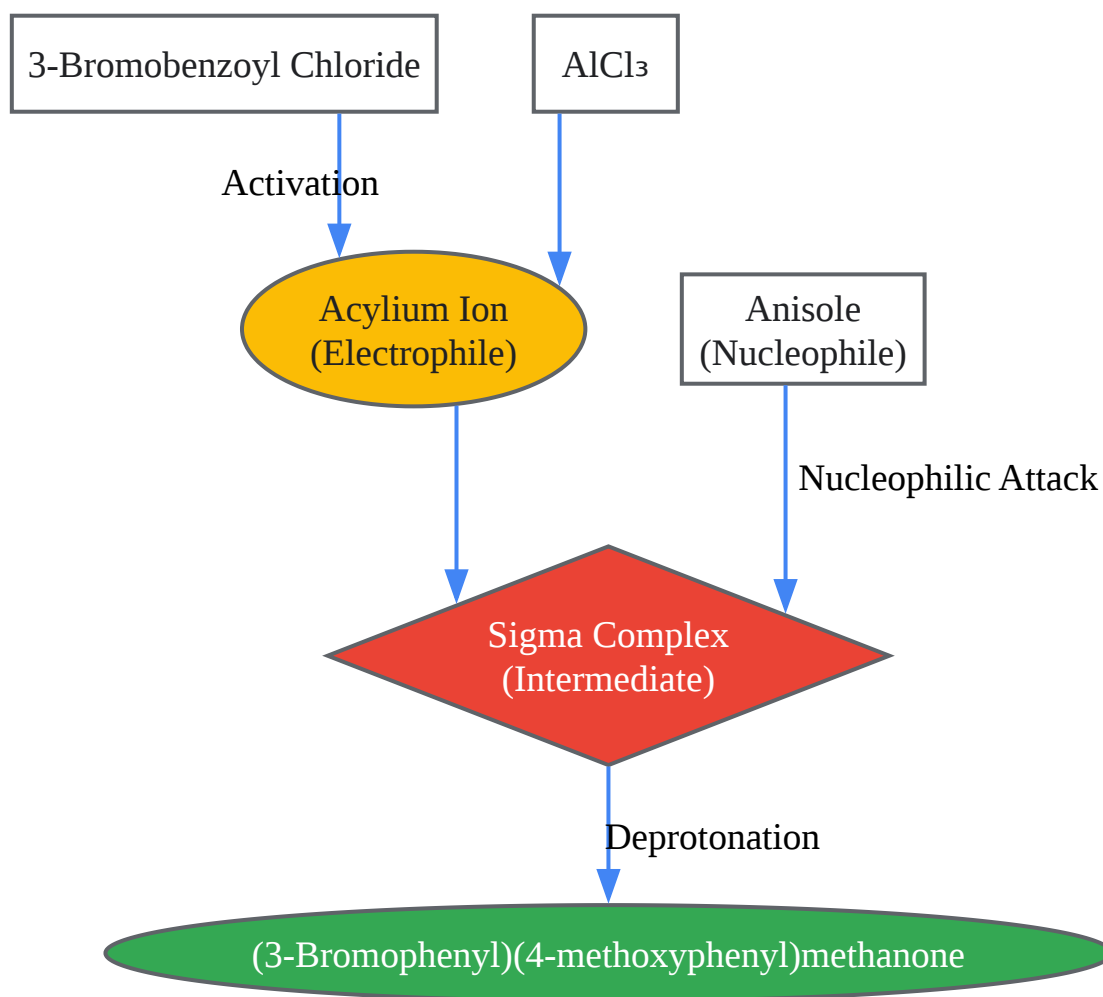 3-Bromobenzoyl Chloride
AlCl₃
Activation
Acylium Ion
(Electrophile)
Anisole
(Nucleophile)
Nucleophilic Attack
Sigma Complex
(Intermediate)
Deprotonation
(3-Bromophenyl)(4-methoxyphenyl)methanone